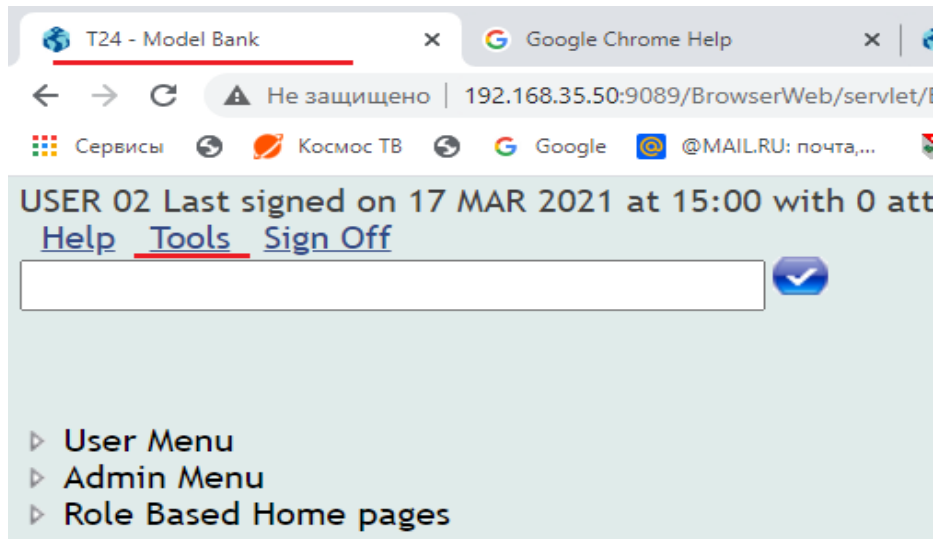 T24 - Model Bank Google Chrome Help
Не защищено 192.168.35.50:9089/BrowserWeb/servlet/
Сервисы Космос ТВ Google @MAIL.RU: почта,...
USER 02 Last signed on 17 MAR 2021 at 15:00 with 0 att
Help Tools Sign Off
User Menu
Admin Menu
Role Based Home pages